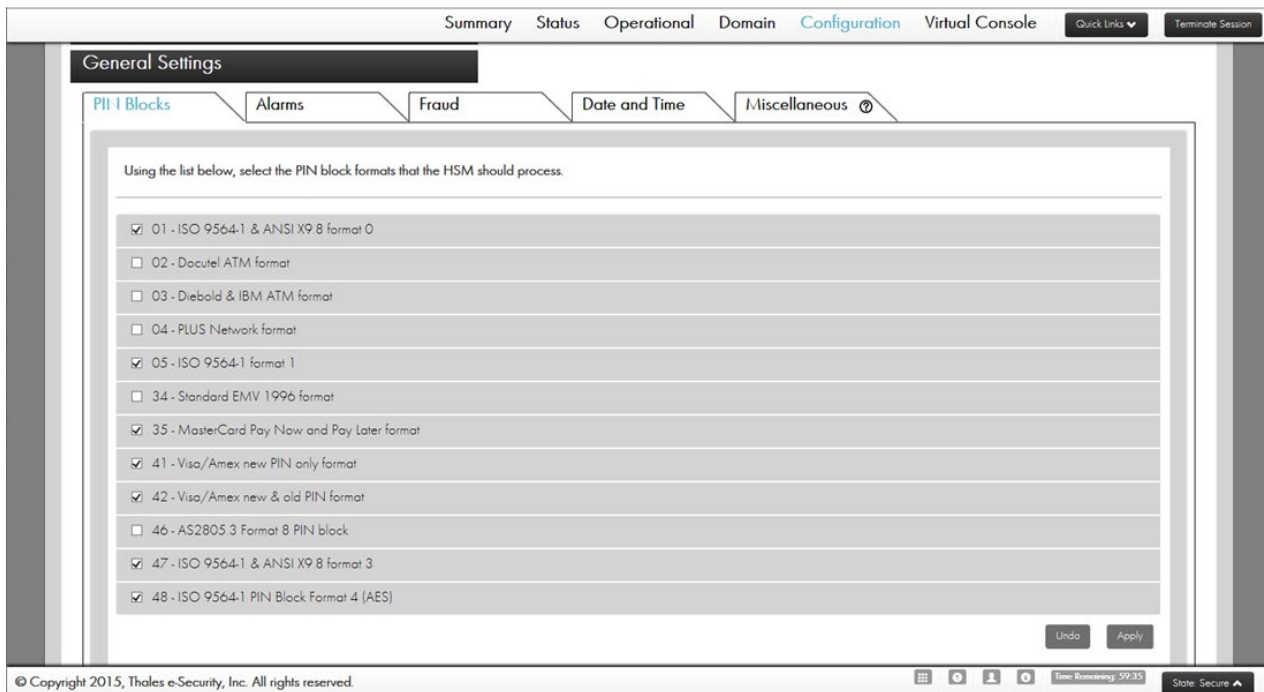 Summary Status Operational Domain Configuration Virtual Console Quick Links Terminate Session
General Settings
PIN Blocks Alarms Fraud Date and Time Miscellaneous ?
Using the list below, select the PIN block formats that the HSM should process.
01 - ISO 9564-1 & ANSI X9.8 format 0
02 - Docutel ATM format
03 - Diebold & IBM ATM format
04 - PLUS Network format
05 - ISO 9564-1 format 1
34 - Standard EMV 1996 format
35 - MasterCard Pay Now and Pay Later format
41 - Visa/Amex new PIN only format
42 - Visa/Amex new & old PIN format
46 - AS2805.3 Format 8 PIN block
47 - ISO 9564-1 & ANSI X9.8 format 3
48 - ISO 9564-1 PIN Block Format 4 (AES)
Undo Apply
© Copyright 2015, Thales e-Security, Inc. All rights reserved. Time Remaining: 59:35 State: Secure